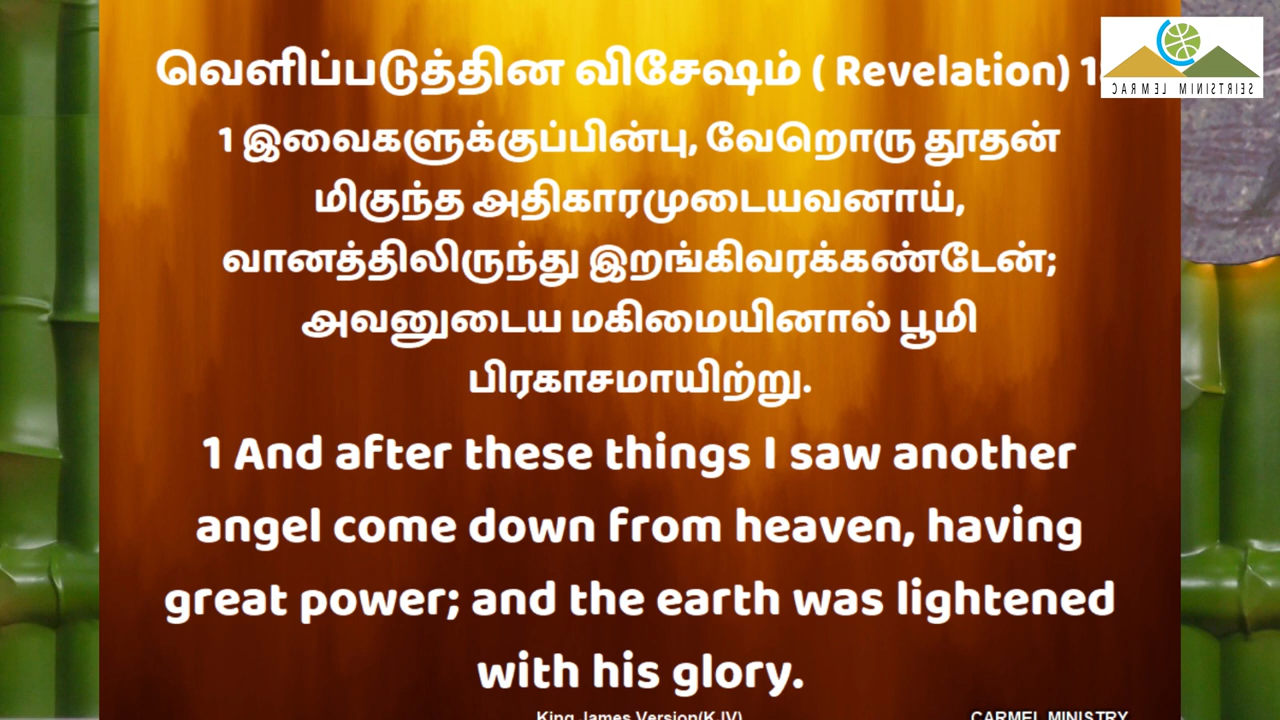 வெளிப்படுத்தின விசேஷம் ( Revelation) 1
1 இவைகளுக்குப்பின்பு, வேறொரு தூதன்
மிகுந்த அதிகாரமுடையவனாய்,
வானத்திலிருந்து இறங்கிவரக்கண்டேன்;
அவனுடைய மகிமையினால் பூமி
பிரகாசமாயிற்று.
1 And after these things I saw another
angel come down from heaven, having
great power; and the earth was lightened
with his glory.
King James Version(KJV)
CARMEL MINISTRY
CARMEL MINISTRIES